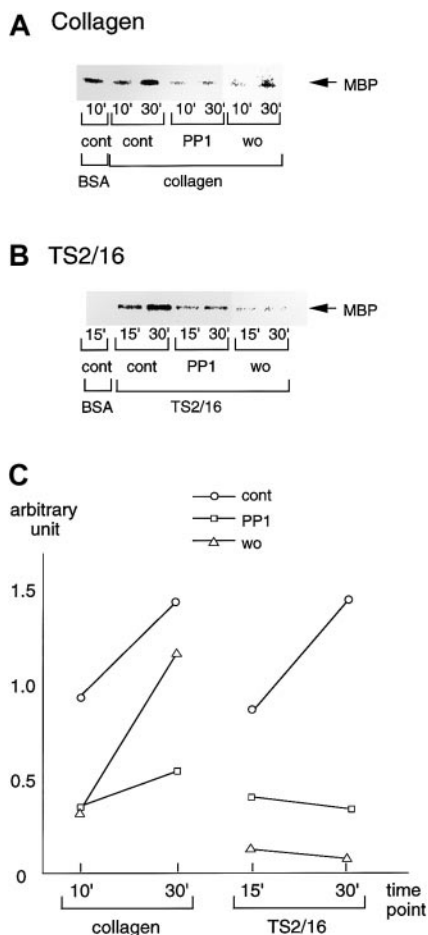 A Collagen
MBP
10' 10' 30' 10' 30' 10' 30'
cont cont PP1 wo
BSA collagen
B TS2/16
MBP
15' 15' 30' 15' 30' 15' 30'
cont cont PP1 wo
BSA TS2/16
C
arbitrary
unit
cont
PP1
wo
1.5
1.0
0.5
0
10' 30' 15' 30' time
point
collagen TS2/16